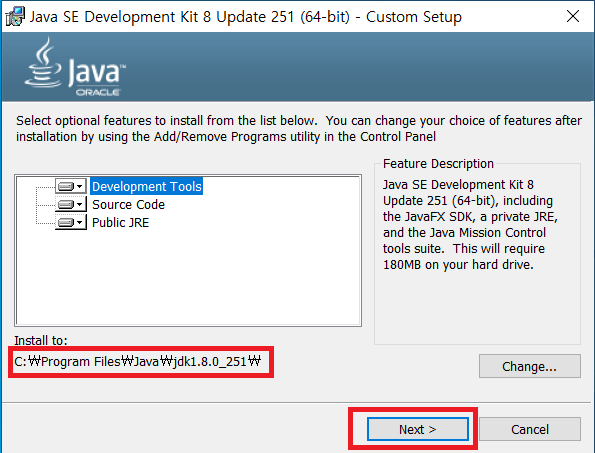 Java SE Development Kit 8 Update 251 (64-bit) - Custom Setup
Java™
ORACLE
Select optional features to install from the list below. You can change your choice of features after
installation by using the Add/Remove Programs utility in the Control Panel
Development Tools
Source Code
Public JRE
Feature Description
Java SE Development Kit 8
Update 251 (64-bit), including
the JavaFX SDK, a private JRE,
and the Java Mission Control
tools suite. This will require
180MB on your hard drive.
Install to:
C:₩Program Files₩Java₩jdk1.8.0_251₩
Change...
Next >
Cancel